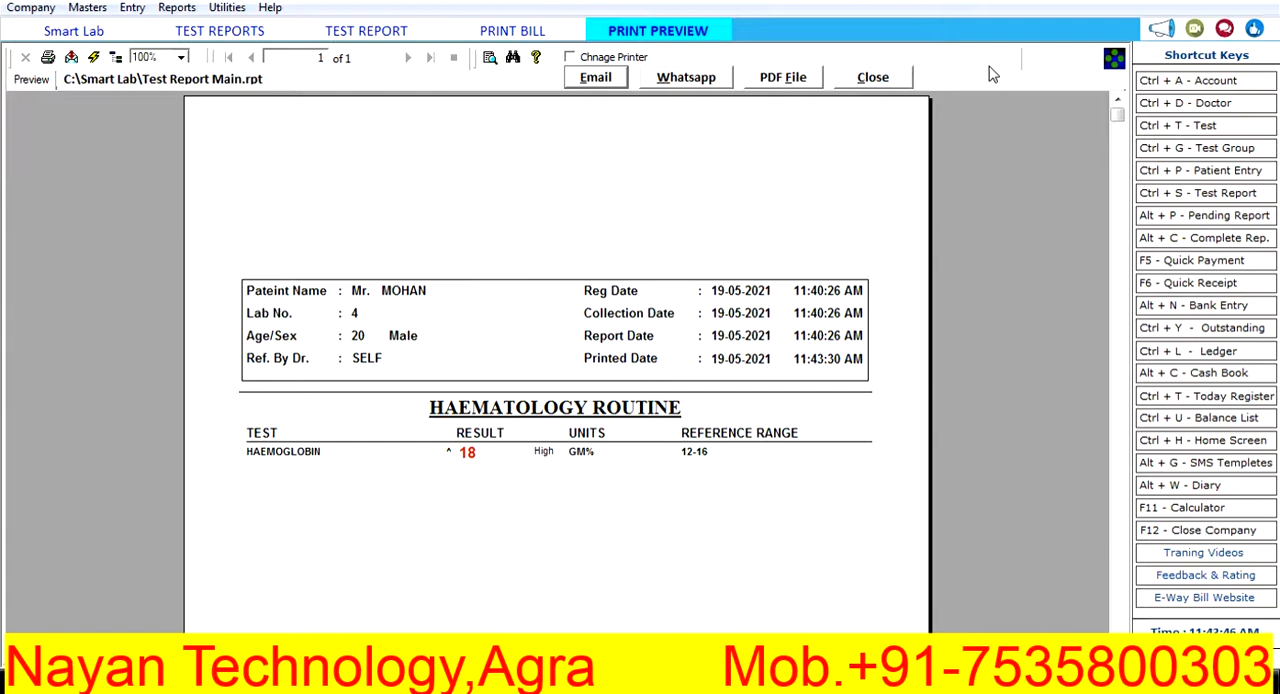 Company Masters Entry Reports Utilities Help
Smart Lab TEST REPORTS TEST REPORT PRINT BILL PRINT PREVIEW
100% 1 of 1 Chnage Printer
Preview C:\Smart Lab\Test Report Main.rpt Email Whatsapp PDF File Close
Pateint Name : Mr. MOHAN Reg Date : 19-05-2021 11:40:26 AM
Lab No. : 4 Collection Date : 19-05-2021 11:40:26 AM
Age/Sex : 20 Male Report Date : 19-05-2021 11:40:26 AM
Ref. By Dr. : SELF Printed Date : 19-05-2021 11:43:30 AM
HAEMATOLOGY ROUTINE
TEST RESULT UNITS REFERENCE RANGE
HAEMOGLOBIN ^ 18 High GM% 12-16
Shortcut Keys
Ctrl + A - Account
Ctrl + D - Doctor
Ctrl + T - Test
Ctrl + G - Test Group
Ctrl + P - Patient Entry
Ctrl + S - Test Report
Alt + P - Pending Report
Alt + C - Complete Rep.
F5 - Quick Payment
F6 - Quick Receipt
Alt + N - Bank Entry
Ctrl + Y - Outstanding
Ctrl + L - Ledger
Alt + C - Cash Book
Ctrl + T - Today Register
Ctrl + U - Balance List
Ctrl + H - Home Screen
Alt + G - SMS Templetes
Alt + W - Diary
F11 - Calculator
F12 - Close Company
Traning Videos
Feedback & Rating
E-Way Bill Website
Time : 11:43:46 AM
Nayan Technology,Agra Mob.+91-7535800303